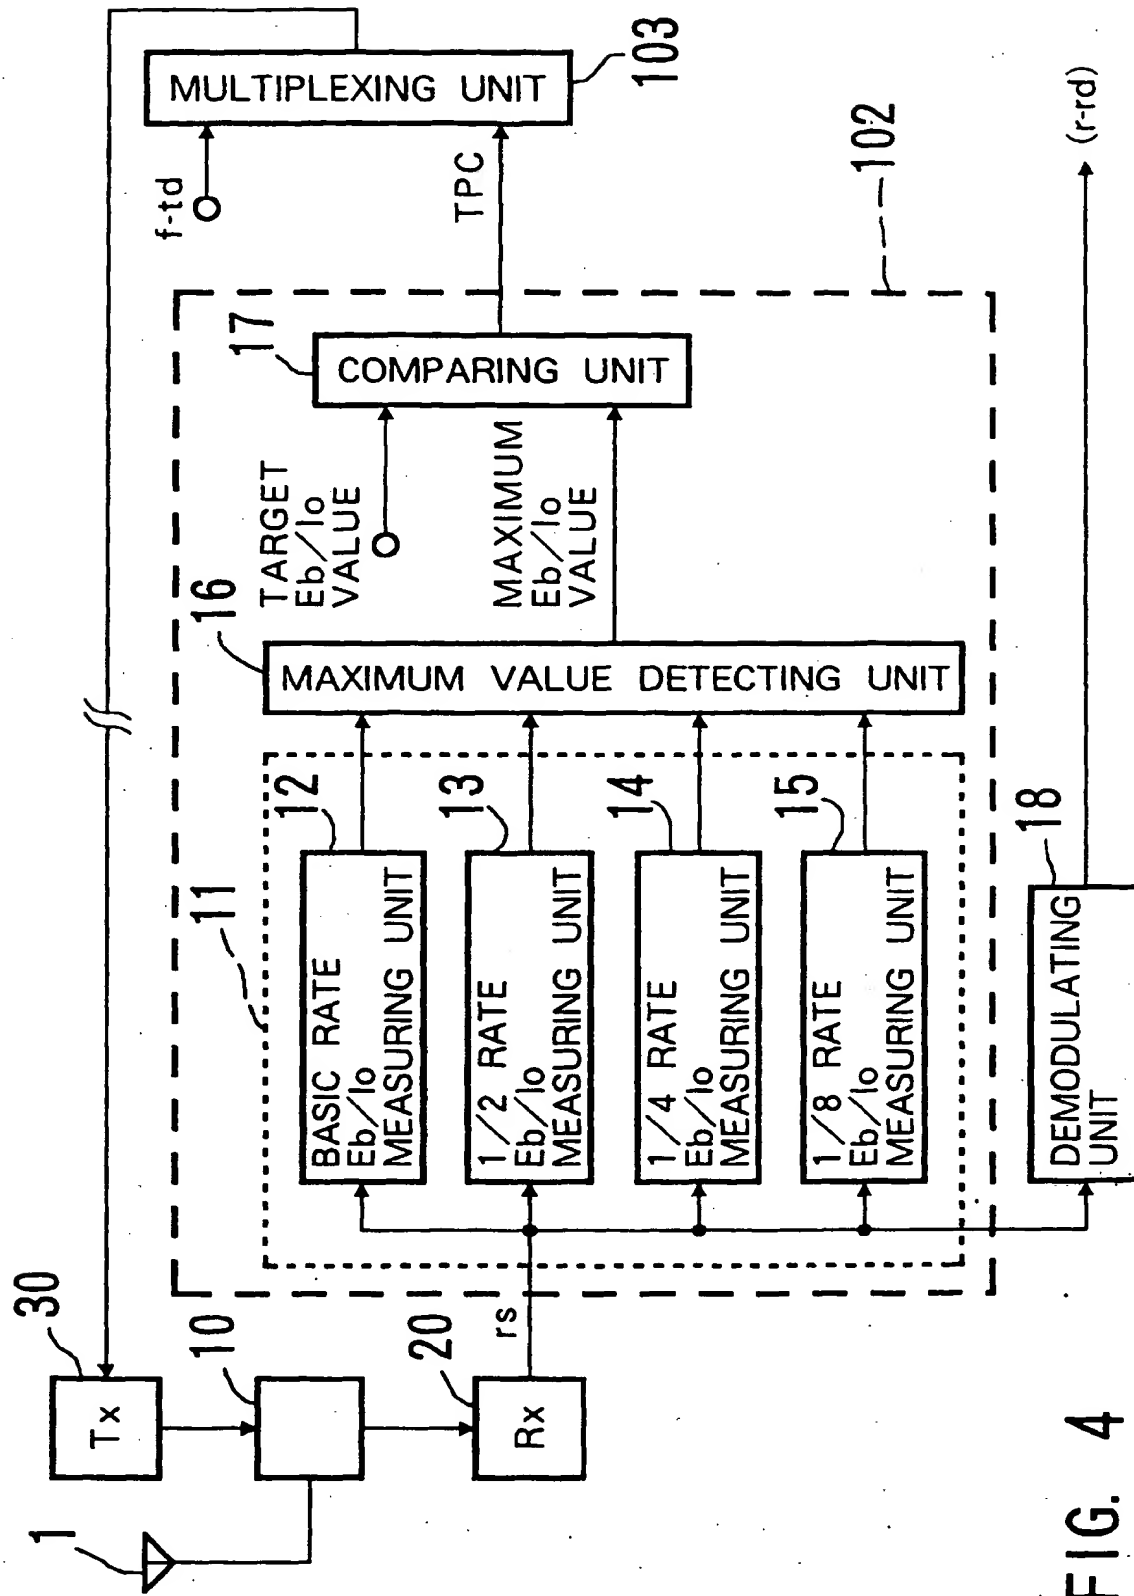 1
30
Tx
10
20
Rx
rs
11
12
BASIC RATE
Eb/Io
MEASURING UNIT
13
1/2 RATE
Eb/Io
MEASURING UNIT
14
1/4 RATE
Eb/Io
MEASURING UNIT
15
1/8 RATE
Eb/Io
MEASURING UNIT
18
DEMODULATING
UNIT
16
MAXIMUM VALUE DETECTING UNIT
TARGET
Eb/Io
VALUE
MAXIMUM
Eb/Io
VALUE
17
COMPARING UNIT
102
f-td
TPC
MULTIPLEXING UNIT
103
(r-rd)
FIG. 4